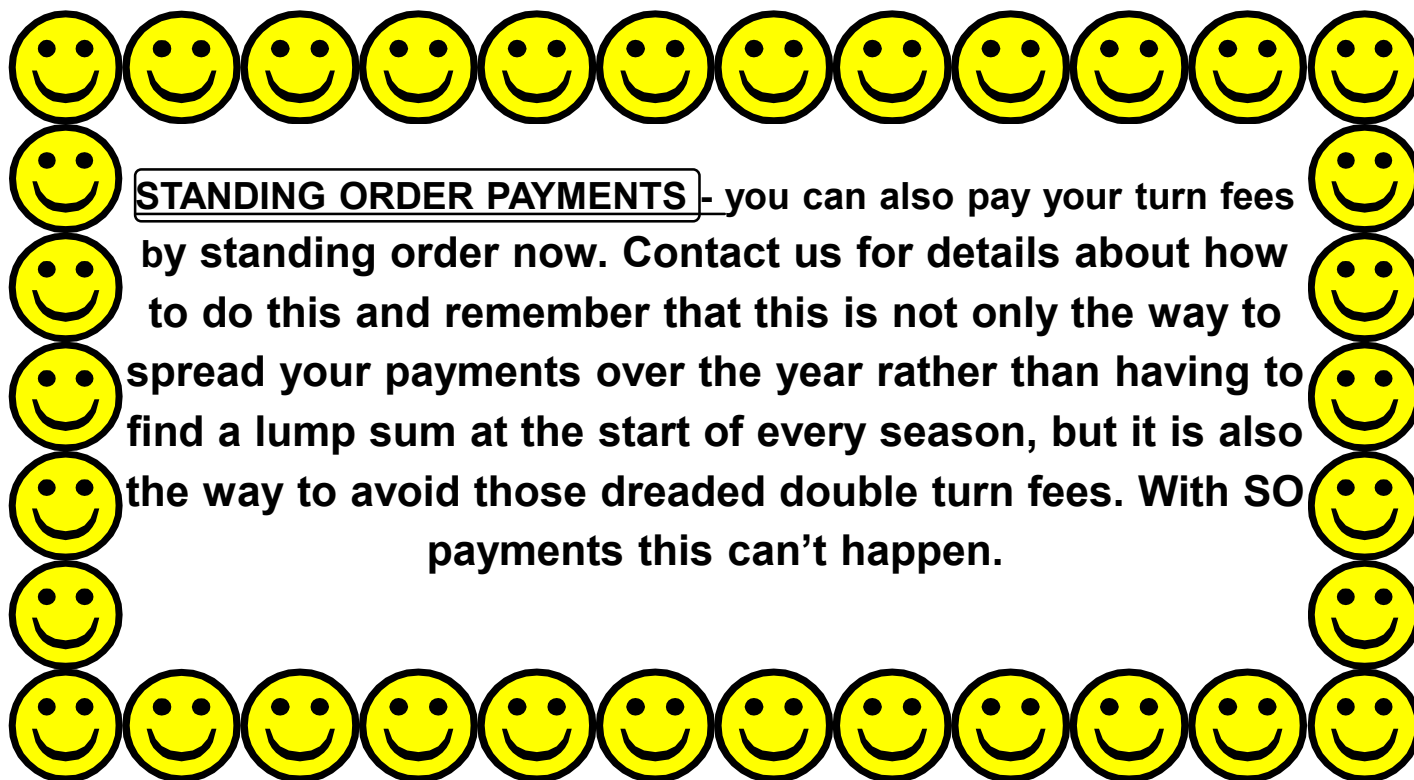 STANDING ORDER PAYMENTS - you can also pay your turn fees
by standing order now. Contact us for details about how
to do this and remember that this is not only the way to
spread your payments over the year rather than having to
find a lump sum at the start of every season, but it is also
the way to avoid those dreaded double turn fees. With SO
payments this can’t happen.